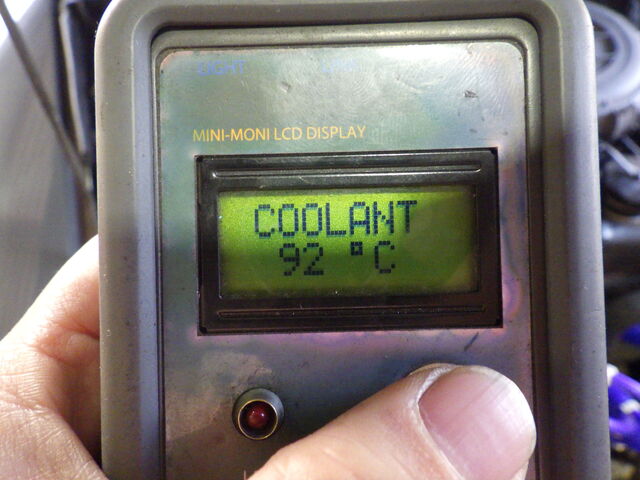 LIGHT
MINI-MONI LCD DISPLAY
COOLANT
92 °C